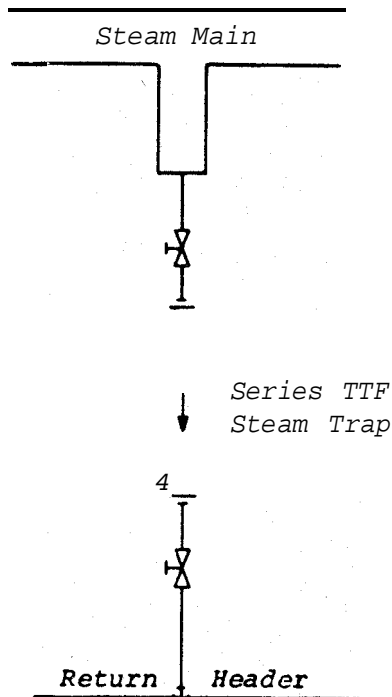 Steam Main
Series TTF
Steam Trap
4
Return Header